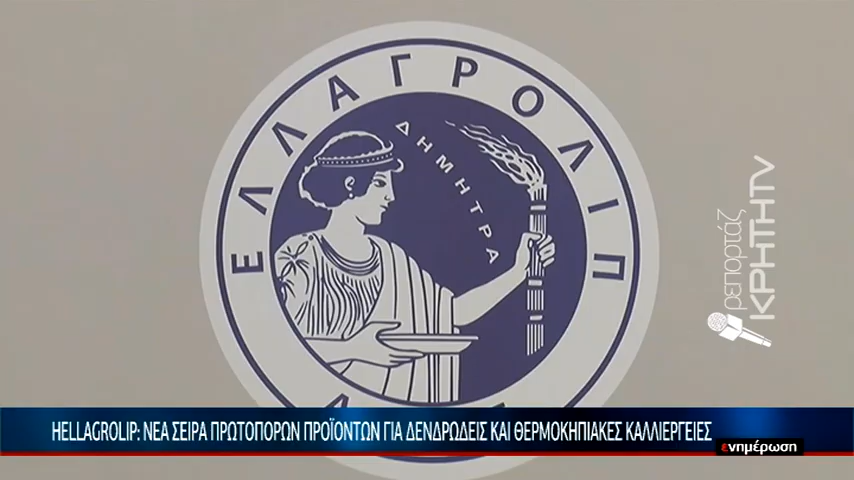 ΕΛΛΑΓΡΟΛΙΠ
ΔΗΜΗΤΡΑ
ρεπορτάζ
ΚΡΗΤΗTV
HELLAGROLIP: ΝΕΑ ΣΕΙΡΑ ΠΡΩΤΟΠΟΡΩΝ ΠΡΟΪΟΝΤΩΝ ΓΙΑ ΔΕΝΔΡΩΔΕΙΣ ΚΑΙ ΘΕΡΜΟΚΗΠΙΑΚΕΣ ΚΑΛΛΙΕΡΓΕΙΕΣ
ενημέρωση